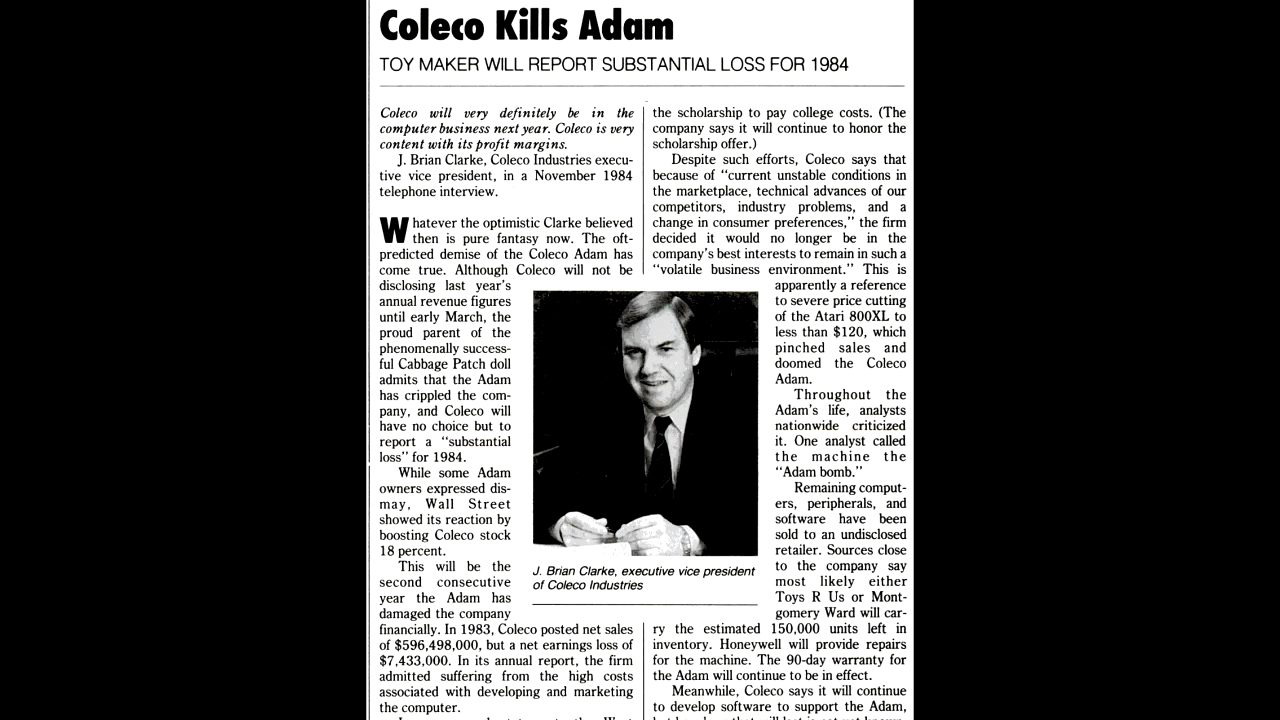 Coleco Kills Adam
TOY MAKER WILL REPORT SUBSTANTIAL LOSS FOR 1984
Coleco will very definitely be in the
computer business next year. Coleco is very
content with its profit margins.
J. Brian Clarke, Coleco Industries execu-
tive vice president, in a November 1984
telephone interview.
Whatever the optimistic Clarke believed
then is pure fantasy now. The oft-
predicted demise of the Coleco Adam has
come true. Although Coleco will not be
disclosing last year's
annual revenue figures
until early March, the
proud parent of the
phenomenally success-
ful Cabbage Patch doll
admits that the Adam
has crippled the com-
pany, and Coleco will
have no choice but to
report a "substantial
loss" for 1984.
While some Adam
owners expressed dis-
may, Wall Street
showed its reaction by
boosting Coleco stock
18 percent.
This will be the
second consecutive
year the Adam has
damaged the company
financially. In 1983, Coleco posted net sales
of $596,498,000, but a net earnings loss of
$7,433,000. In its annual report, the firm
admitted suffering from the high costs
associated with developing and marketing
the computer.
the scholarship to pay college costs. (The
company says it will continue to honor the
scholarship offer.)
Despite such efforts, Coleco says that
because of "current unstable conditions in
the marketplace, technical advances of our
competitors, industry problems, and a
change in consumer preferences," the firm
decided it would no longer be in the
company's best interests to remain in such a
"volatile business environment." This is
apparently a reference
to severe price cutting
of the Atari 800XL to
less than $120, which
pinched sales and
doomed the Coleco
Adam.
Throughout the
Adam's life, analysts
nationwide criticized
it. One analyst called
the machine the
"Adam bomb."
Remaining comput-
ers, peripherals, and
software have been
sold to an undisclosed
retailer. Sources close
to the company say
most likely either
Toys R Us or Mont-
gomery Ward will car-
ry the estimated 150,000 units left in
inventory. Honeywell will provide repairs
for the machine. The 90-day warranty for
the Adam will continue to be in effect.
Meanwhile, Coleco says it will continue
to develop software to support the Adam,
J. Brian Clarke, executive vice president
of Coleco Industries